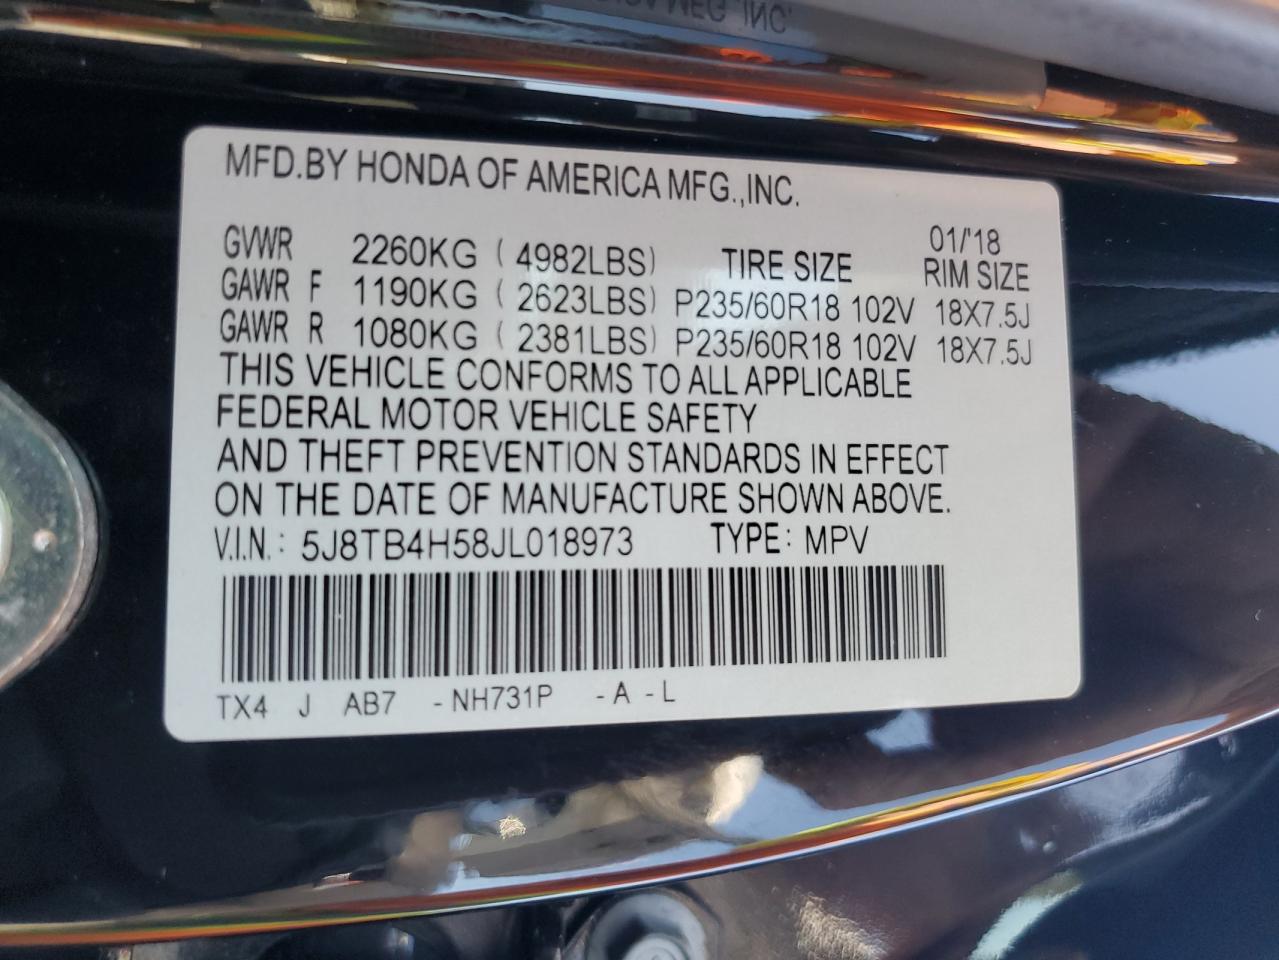 MFD.BY HONDA OF AMERICA MFG.,INC.
01/'18
GVWR 2260KG ( 4982LBS) TIRE SIZE RIM SIZE
GAWR F 1190KG ( 2623LBS) P235/60R18 102V 18X7.5J
GAWR R 1080KG ( 2381LBS) P235/60R18 102V 18X7.5J
THIS VEHICLE CONFORMS TO ALL APPLICABLE
FEDERAL MOTOR VEHICLE SAFETY
AND THEFT PREVENTION STANDARDS IN EFFECT
ON THE DATE OF MANUFACTURE SHOWN ABOVE.
V.I.N.: 5J8TB4H58JL018973 TYPE: MPV
TX4 J AB7 -NH731P -A -L